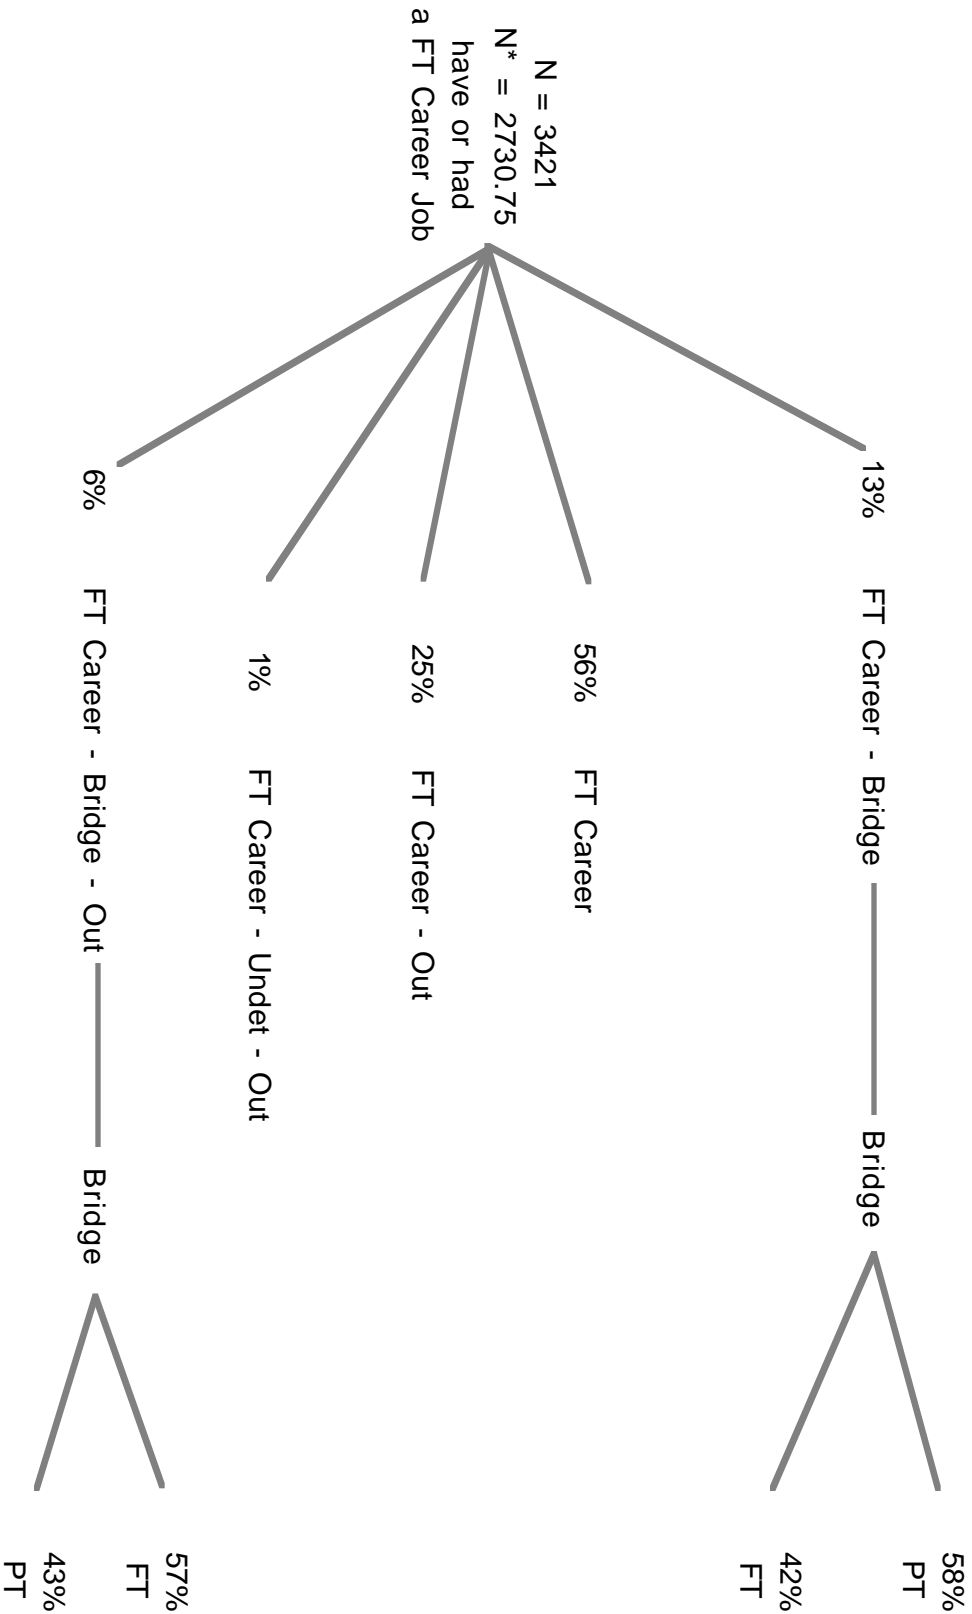 N = 3421
N* = 2730.75
have or had
a FT Career Job
13% FT Career - Bridge
Bridge
58%
PT
42%
FT
56% FT Career
25% FT Career - Out
1% FT Career - Undet - Out
6% FT Career - Bridge - Out
Bridge
57%
FT
43%
PT